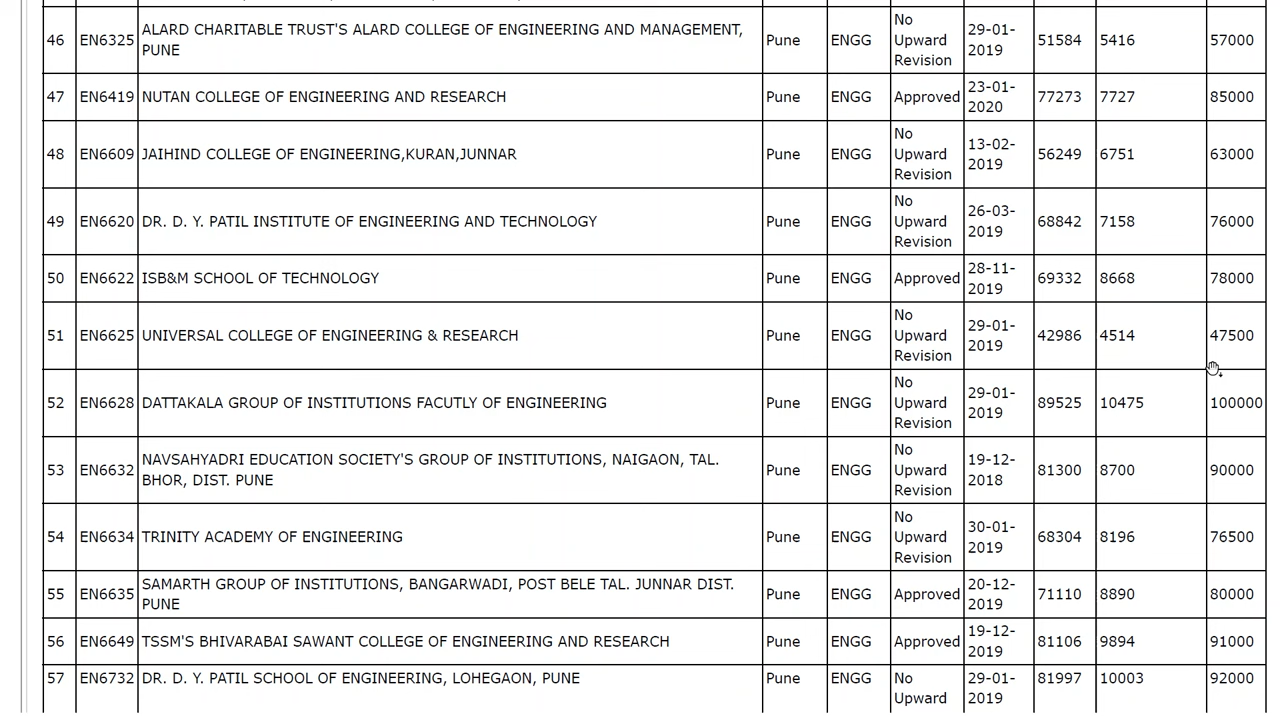 46 EN6325 ALARD CHARITABLE TRUST'S ALARD COLLEGE OF ENGINEERING AND MANAGEMENT, PUNE Pune ENGG No Upward Revision 29-01-2019 51584 5416 57000
47 EN6419 NUTAN COLLEGE OF ENGINEERING AND RESEARCH Pune ENGG Approved 23-01-2020 77273 7727 85000
48 EN6609 JAIHIND COLLEGE OF ENGINEERING,KURAN,JUNNAR Pune ENGG No Upward Revision 13-02-2019 56249 6751 63000
49 EN6620 DR. D. Y. PATIL INSTITUTE OF ENGINEERING AND TECHNOLOGY Pune ENGG No Upward Revision 26-03-2019 68842 7158 76000
50 EN6622 ISB&M SCHOOL OF TECHNOLOGY Pune ENGG Approved 28-11-2019 69332 8668 78000
51 EN6625 UNIVERSAL COLLEGE OF ENGINEERING & RESEARCH Pune ENGG No Upward Revision 29-01-2019 42986 4514 47500
52 EN6628 DATTAKALA GROUP OF INSTITUTIONS FACUTLY OF ENGINEERING Pune ENGG No Upward Revision 29-01-2019 89525 10475 100000
53 EN6632 NAVSAHYADRI EDUCATION SOCIETY'S GROUP OF INSTITUTIONS, NAIGAON, TAL. BHOR, DIST. PUNE Pune ENGG No Upward Revision 19-12-2018 81300 8700 90000
54 EN6634 TRINITY ACADEMY OF ENGINEERING Pune ENGG No Upward Revision 30-01-2019 68304 8196 76500
55 EN6635 SAMARTH GROUP OF INSTITUTIONS, BANGARWADI, POST BELE TAL. JUNNAR DIST. PUNE Pune ENGG Approved 20-12-2019 71110 8890 80000
56 EN6649 TSSM'S BHIVARABAI SAWANT COLLEGE OF ENGINEERING AND RESEARCH Pune ENGG Approved 19-12-2019 81106 9894 91000
57 EN6732 DR. D. Y. PATIL SCHOOL OF ENGINEERING, LOHEGAON, PUNE Pune ENGG No Upward 29-01-2019 81997 10003 92000